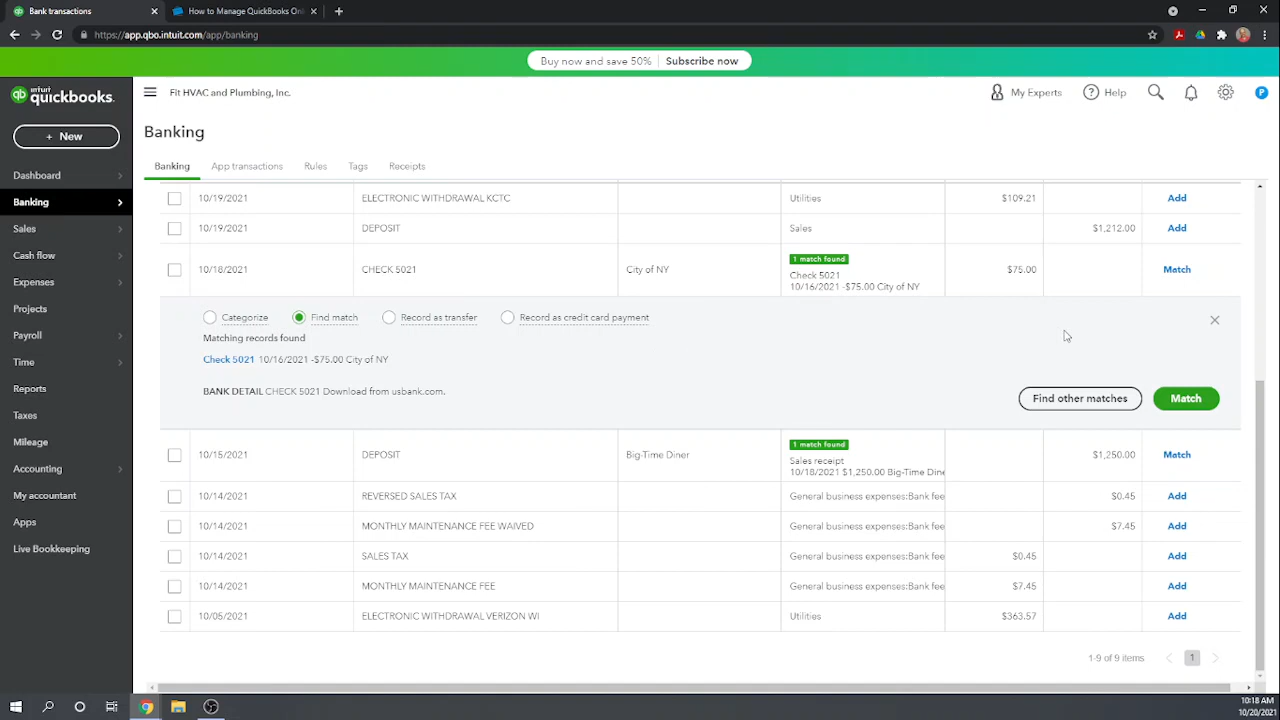 Bank transactions
How to Manage QuickBooks Onl
https://app.qbo.intuit.com/app/banking
Buy now and save 50% | Subscribe now
intuit
quickbooks.
Fit HVAC and Plumbing, Inc.
My Experts
Help
P
+ New
Banking
Banking
App transactions
Rules
Tags
Receipts
Dashboard
Banking
Sales
Cash flow
Expenses
Projects
Payroll
Time
Reports
Taxes
Mileage
Accounting
My accountant
Apps
Live Bookkeeping
10/19/2021 ELECTRONIC WITHDRAWAL KCTC Utilities $109.21 Add
10/19/2021 DEPOSIT Sales $1,212.00 Add
1 match found
10/18/2021 CHECK 5021 City of NY Check 5021 $75.00 Match
10/16/2021 -$75.00 City of NY
Categorize Find match Record as transfer Record as credit card payment
Matching records found
Check 5021 10/16/2021 -$75.00 City of NY
BANK DETAIL CHECK 5021 Download from usbank.com.
Find other matches Match
1 match found
10/15/2021 DEPOSIT Big-Time Diner Sales receipt $1,250.00 Match
10/18/2021 $1,250.00 Big-Time Dine
10/14/2021 REVERSED SALES TAX General business expenses:Bank fee $0.45 Add
10/14/2021 MONTHLY MAINTENANCE FEE WAIVED General business expenses:Bank fee $7.45 Add
10/14/2021 SALES TAX General business expenses:Bank fee $0.45 Add
10/14/2021 MONTHLY MAINTENANCE FEE General business expenses:Bank fee $7.45 Add
10/05/2021 ELECTRONIC WITHDRAWAL VERIZON WI Utilities $363.57 Add
1-9 of 9 items 1
10:18 AM
10/20/2021